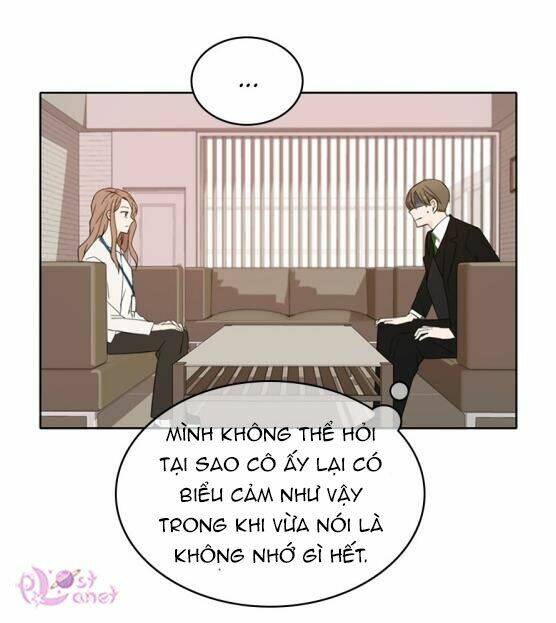 ...
MÌNH KHÔNG THỂ HỎI
TẠI SAO CÔ ẤY LẠI CÓ
BIỂU CẢM NHƯ VẬY
TRONG KHI VỪA NÓI LÀ
KHÔNG NHỚ GÌ HẾT.
Lost
Planet